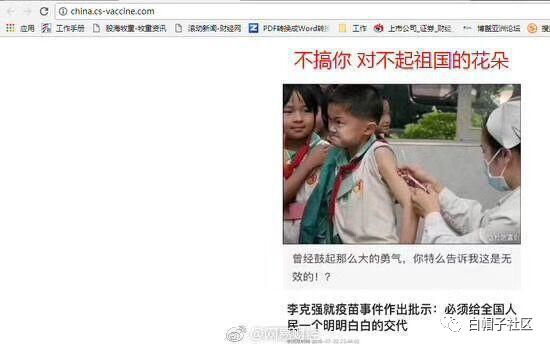 china.cs-vaccine.com
应用
新闻
工作手册
股海牧童-牧童资讯
滚动新闻-财经网
PDF转换成Word转换
工作
上市公司_证券_财经
博鳌亚洲论坛
不搞你 对不起祖国的花朵
曾经鼓起那么大的勇气,你特么告诉我这是无
效的!?
李克强就疫苗事件作出批示:必须给全国人
民一个明明白白的交代
白帽子社区